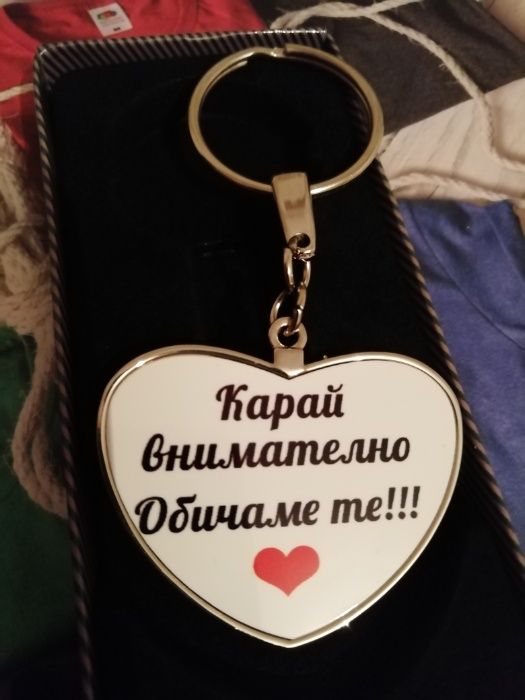 Карай
внимателно
Обичаме те!!!